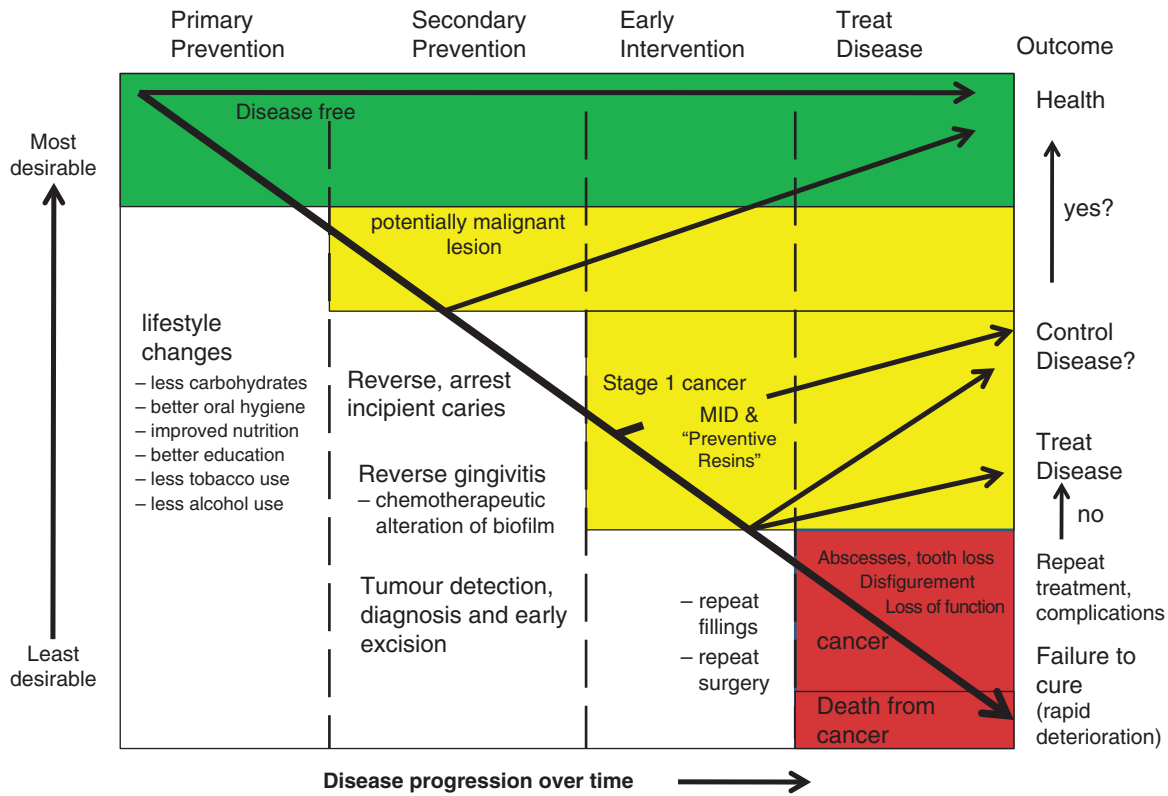 Primary
Prevention
Secondary
Prevention
Early
Intervention
Treat
Disease
Outcome
Disease free
Health
Most
desirable
yes?
potentially malignant
lesion
lifestyle
changes
– less carbohydrates
– better oral hygiene
– improved nutrition
– better education
– less tobacco use
– less alcohol use
Reverse, arrest
incipient caries
Reverse gingivitis
– chemotherapeutic
alteration of biofilm
Tumour detection,
diagnosis and early
excision
Stage 1 cancer
MID &
“Preventive
Resins”
– repeat
fillings
– repeat
surgery
Control
Disease?
Treat
Disease
no
Abscesses, tooth loss
Disfigurement
Loss of function
cancer
Death from
cancer
Repeat
treatment,
complications
Failure to
cure
(rapid
deterioration)
Least
desirable
Disease progression over time